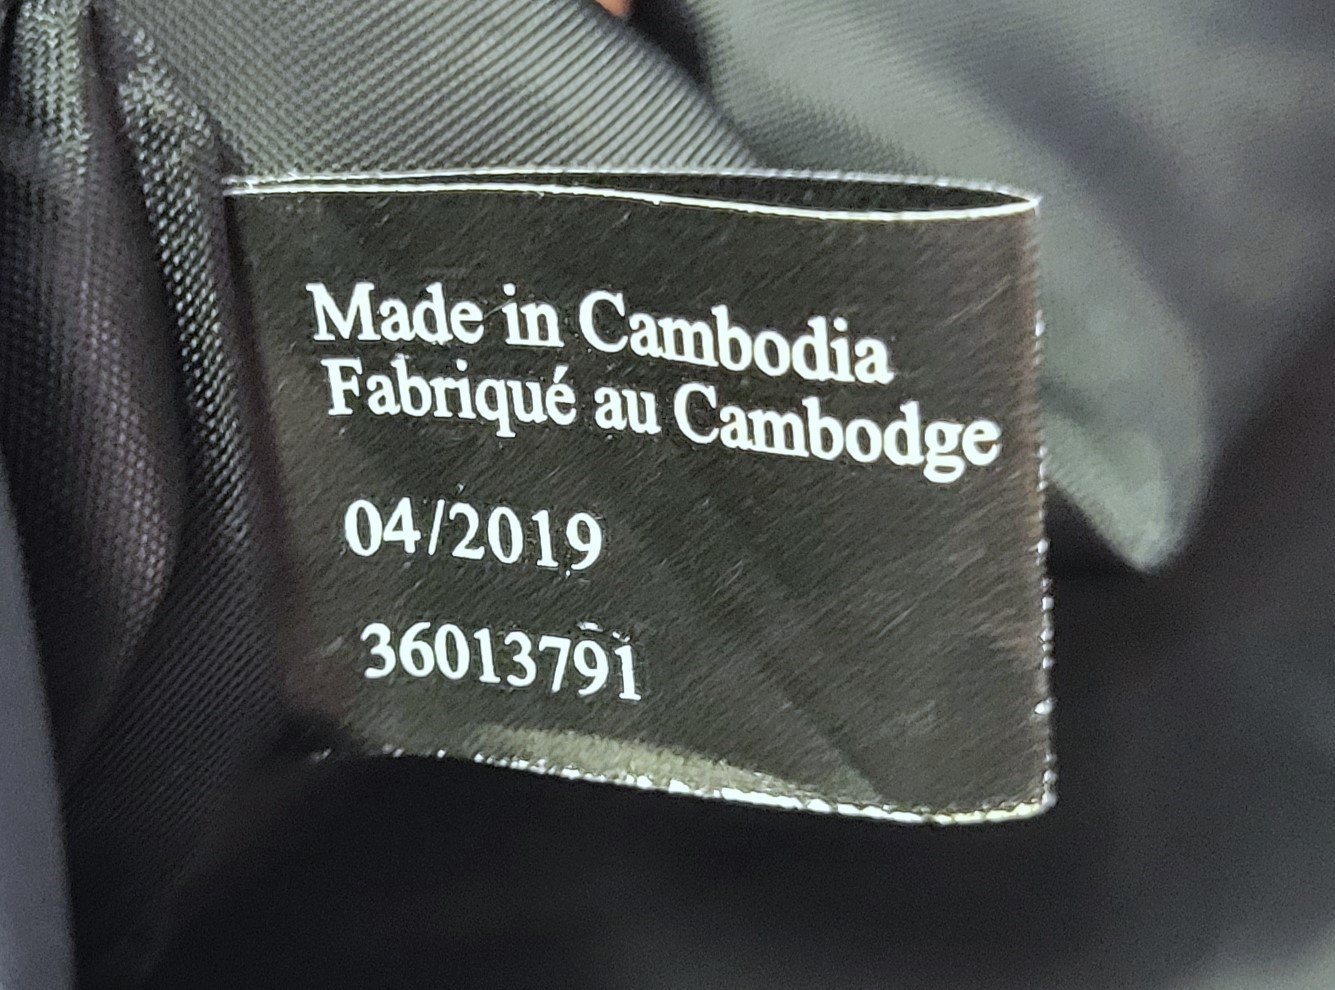 Made in Cambodia
Fabriqué au Cambodge
04/2019
36013791